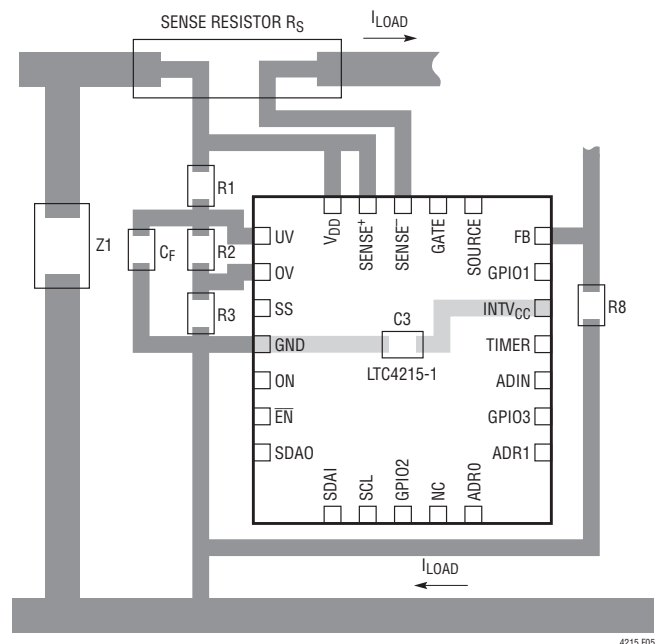 SENSE RESISTOR RS
ILOAD
R1
Z1
CF
R2
R3
UV
OV
SS
GND
ON
EN
SDAO
VDD
SENSE+
SENSE−
GATE
SOURCE
FB
GPIO1
INTVCC
TIMER
ADIN
GPIO3
ADR1
R8
C3
LTC4215-1
SDAI
SCL
GPIO2
NC
ADR0
ILOAD
4215 F05